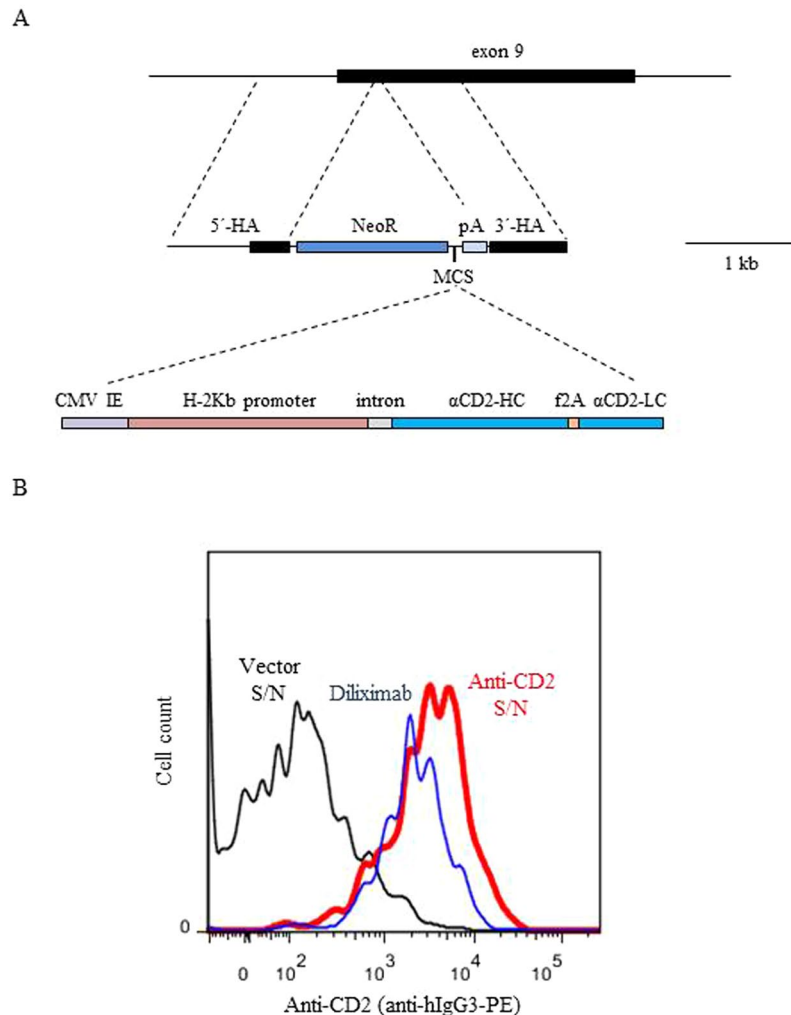 A
exon 9
5´-HA NeoR pA 3´-HA
MCS
1 kb
CMV IE H-2Kb promoter intron αCD2-HC f2A αCD2-LC
B
Vector
S/N
Diliximab
Anti-CD2
S/N
Cell count
0
0 10² 10³ 10⁴ 10⁵
Anti-CD2 (anti-hIgG3-PE)